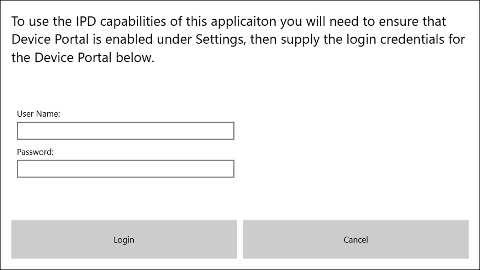 To use the IPD capabilities of this applicaiton you will need to ensure that
Device Portal is enabled under Settings, then supply the login credentials for
the Device Portal below.
User Name:
Password:
Login
Cancel